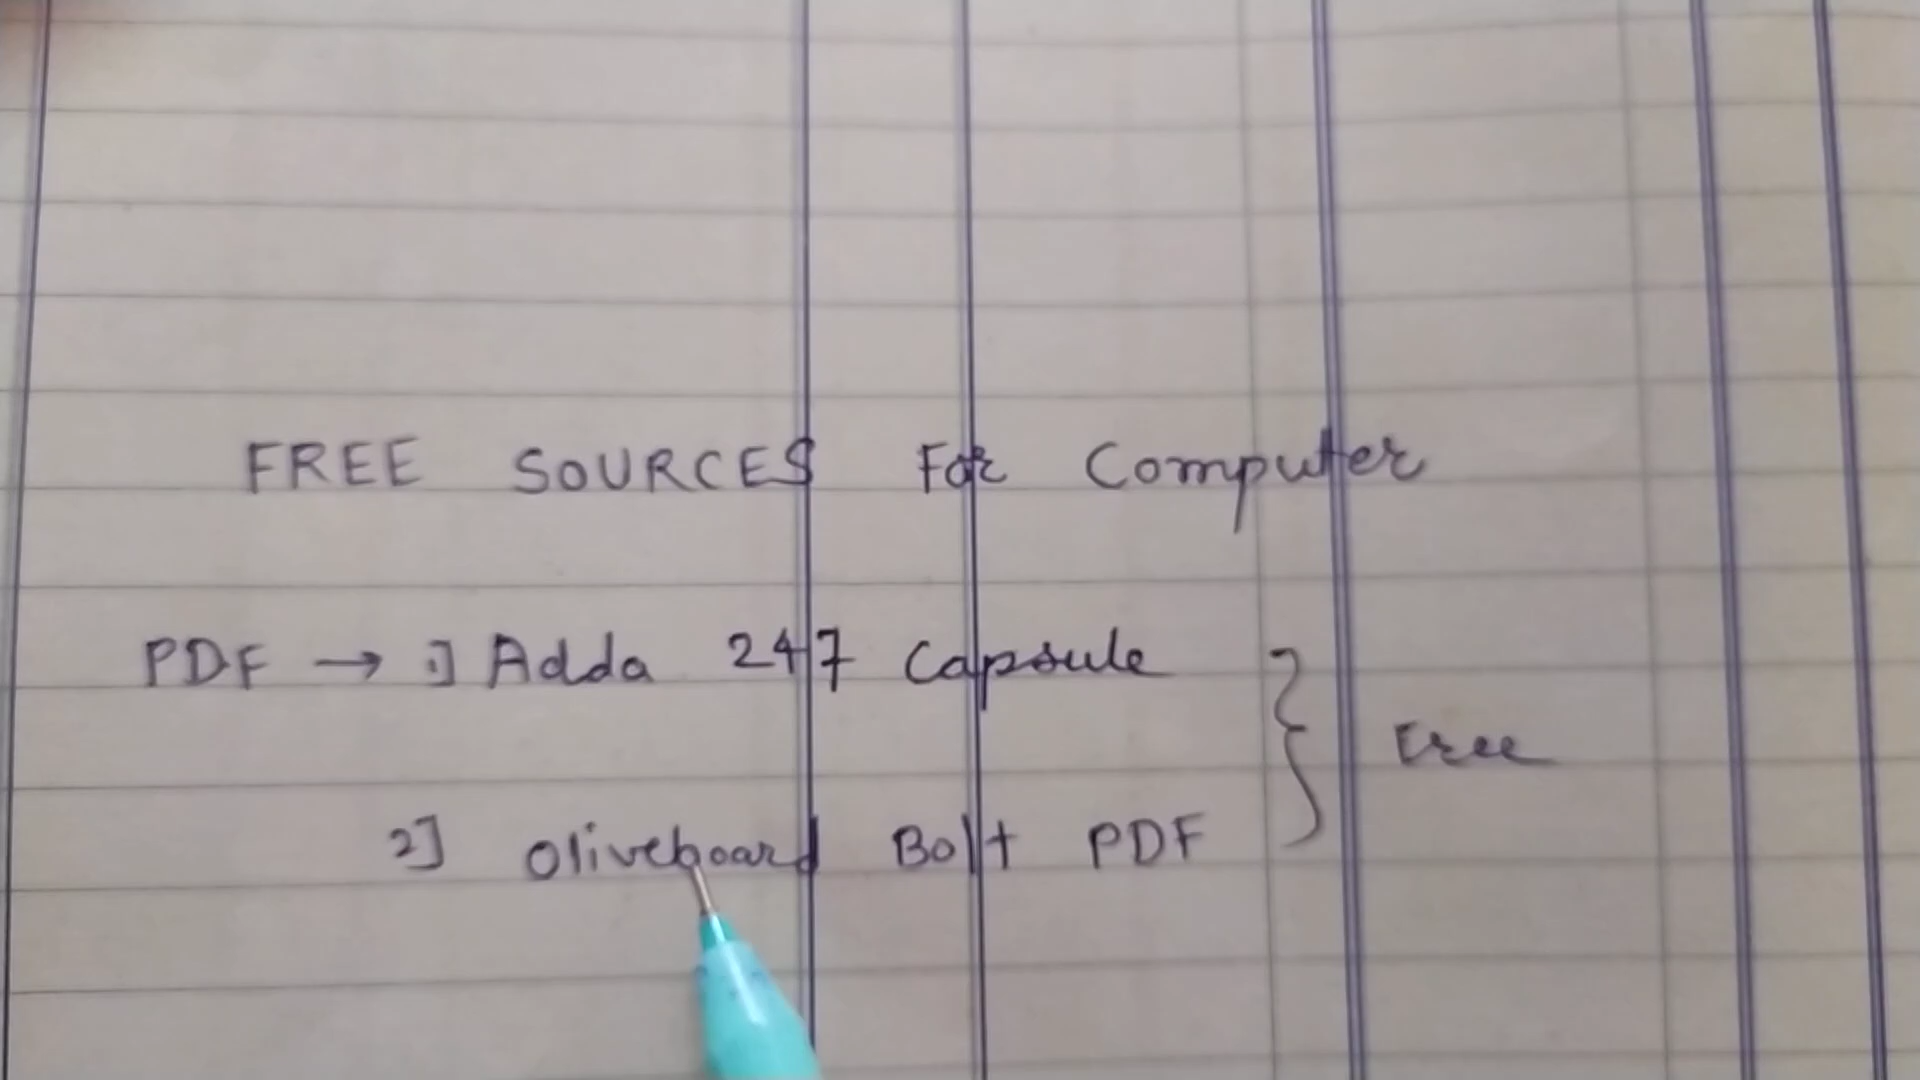 FREE SOURCES For Computer
PDF → 1] Adda 247 Capsule
2] Oliveboard Bolt PDF
} Free